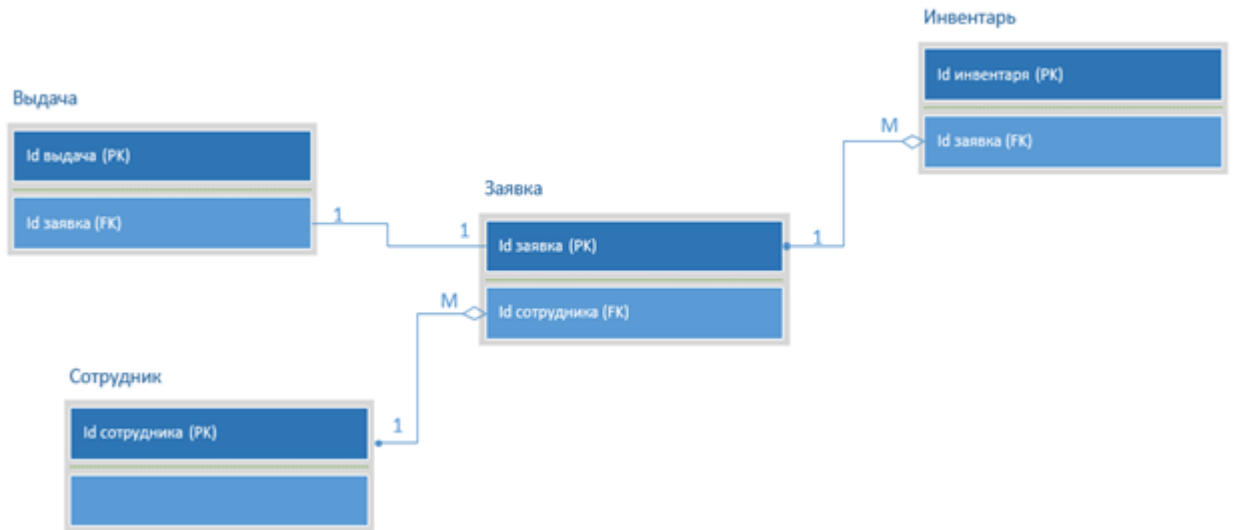 Инвентарь
Id инвентаря (PK)
M
Id заявка (FK)
Выдача
Id выдача (PK)
Id заявка (FK)
1
1
Заявка
Id заявка (PK)
1
M
Id сотрудника (FK)
Сотрудник
Id сотрудника (PK)
1